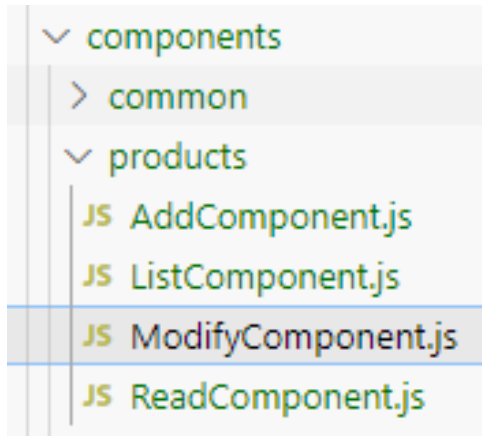 components
common
products
JS AddComponent.js
JS ListComponent.js
JS ModifyComponent.js
JS ReadComponent.js